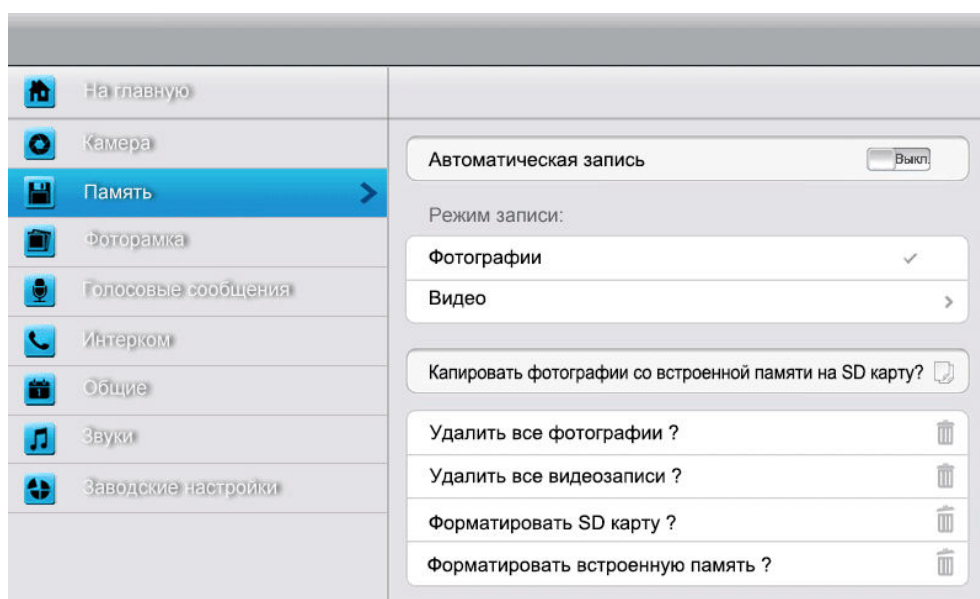 На главную
Камера
Память
Фоторамка
Голосовые сообщения
Интерком
Общие
Звуки
Заводские настройки
Автоматическая запись Выкл.
Режим записи:
Фотографии
Видео
Капировать фотографии со встроенной памяти на SD карту?
Удалить все фотографии ?
Удалить все видеозаписи ?
Форматировать SD карту ?
Форматировать встроенную память ?